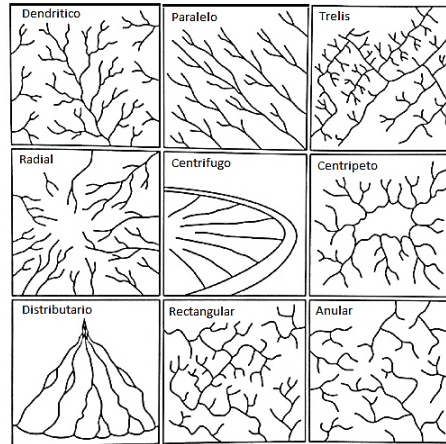 Dendritico
Paralelo
Trelis
Radial
Centrifugo
Centripeto
Distributario
Rectangular
Anular